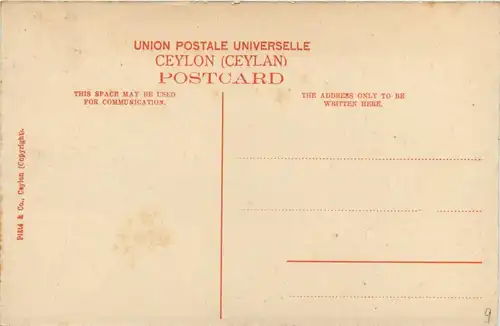 UNION POSTALE UNIVERSELLE
CEYLON (CEYLAN)
POSTCARD
THIS SPACE MAY BE USED
FOR COMMUNICATION.
THE ADDRESS ONLY TO BE
WRITTEN HERE.
Plâté & Co., Ceylon (Copyright).
9